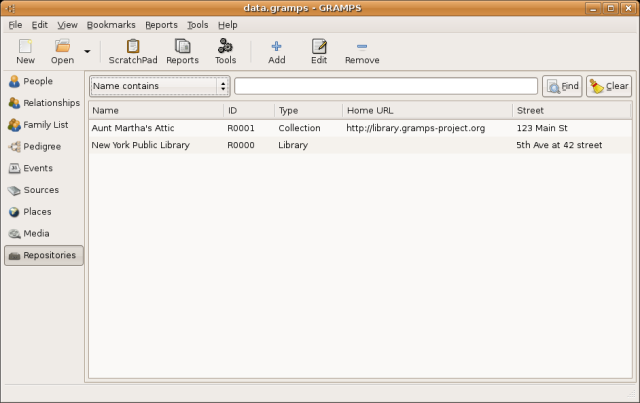 data.gramps - GRAMPS
File Edit View Bookmarks Reports Tools Help
New Open ScratchPad Reports Tools Add Edit Remove
People
Relationships
Family List
Pedigree
Events
Sources
Places
Media
Repositories
Name contains Find Clear
Name ID Type Home URL Street
Aunt Martha's Attic R0001 Collection http://library.gramps-project.org 123 Main St
New York Public Library R0000 Library 5th Ave at 42 street